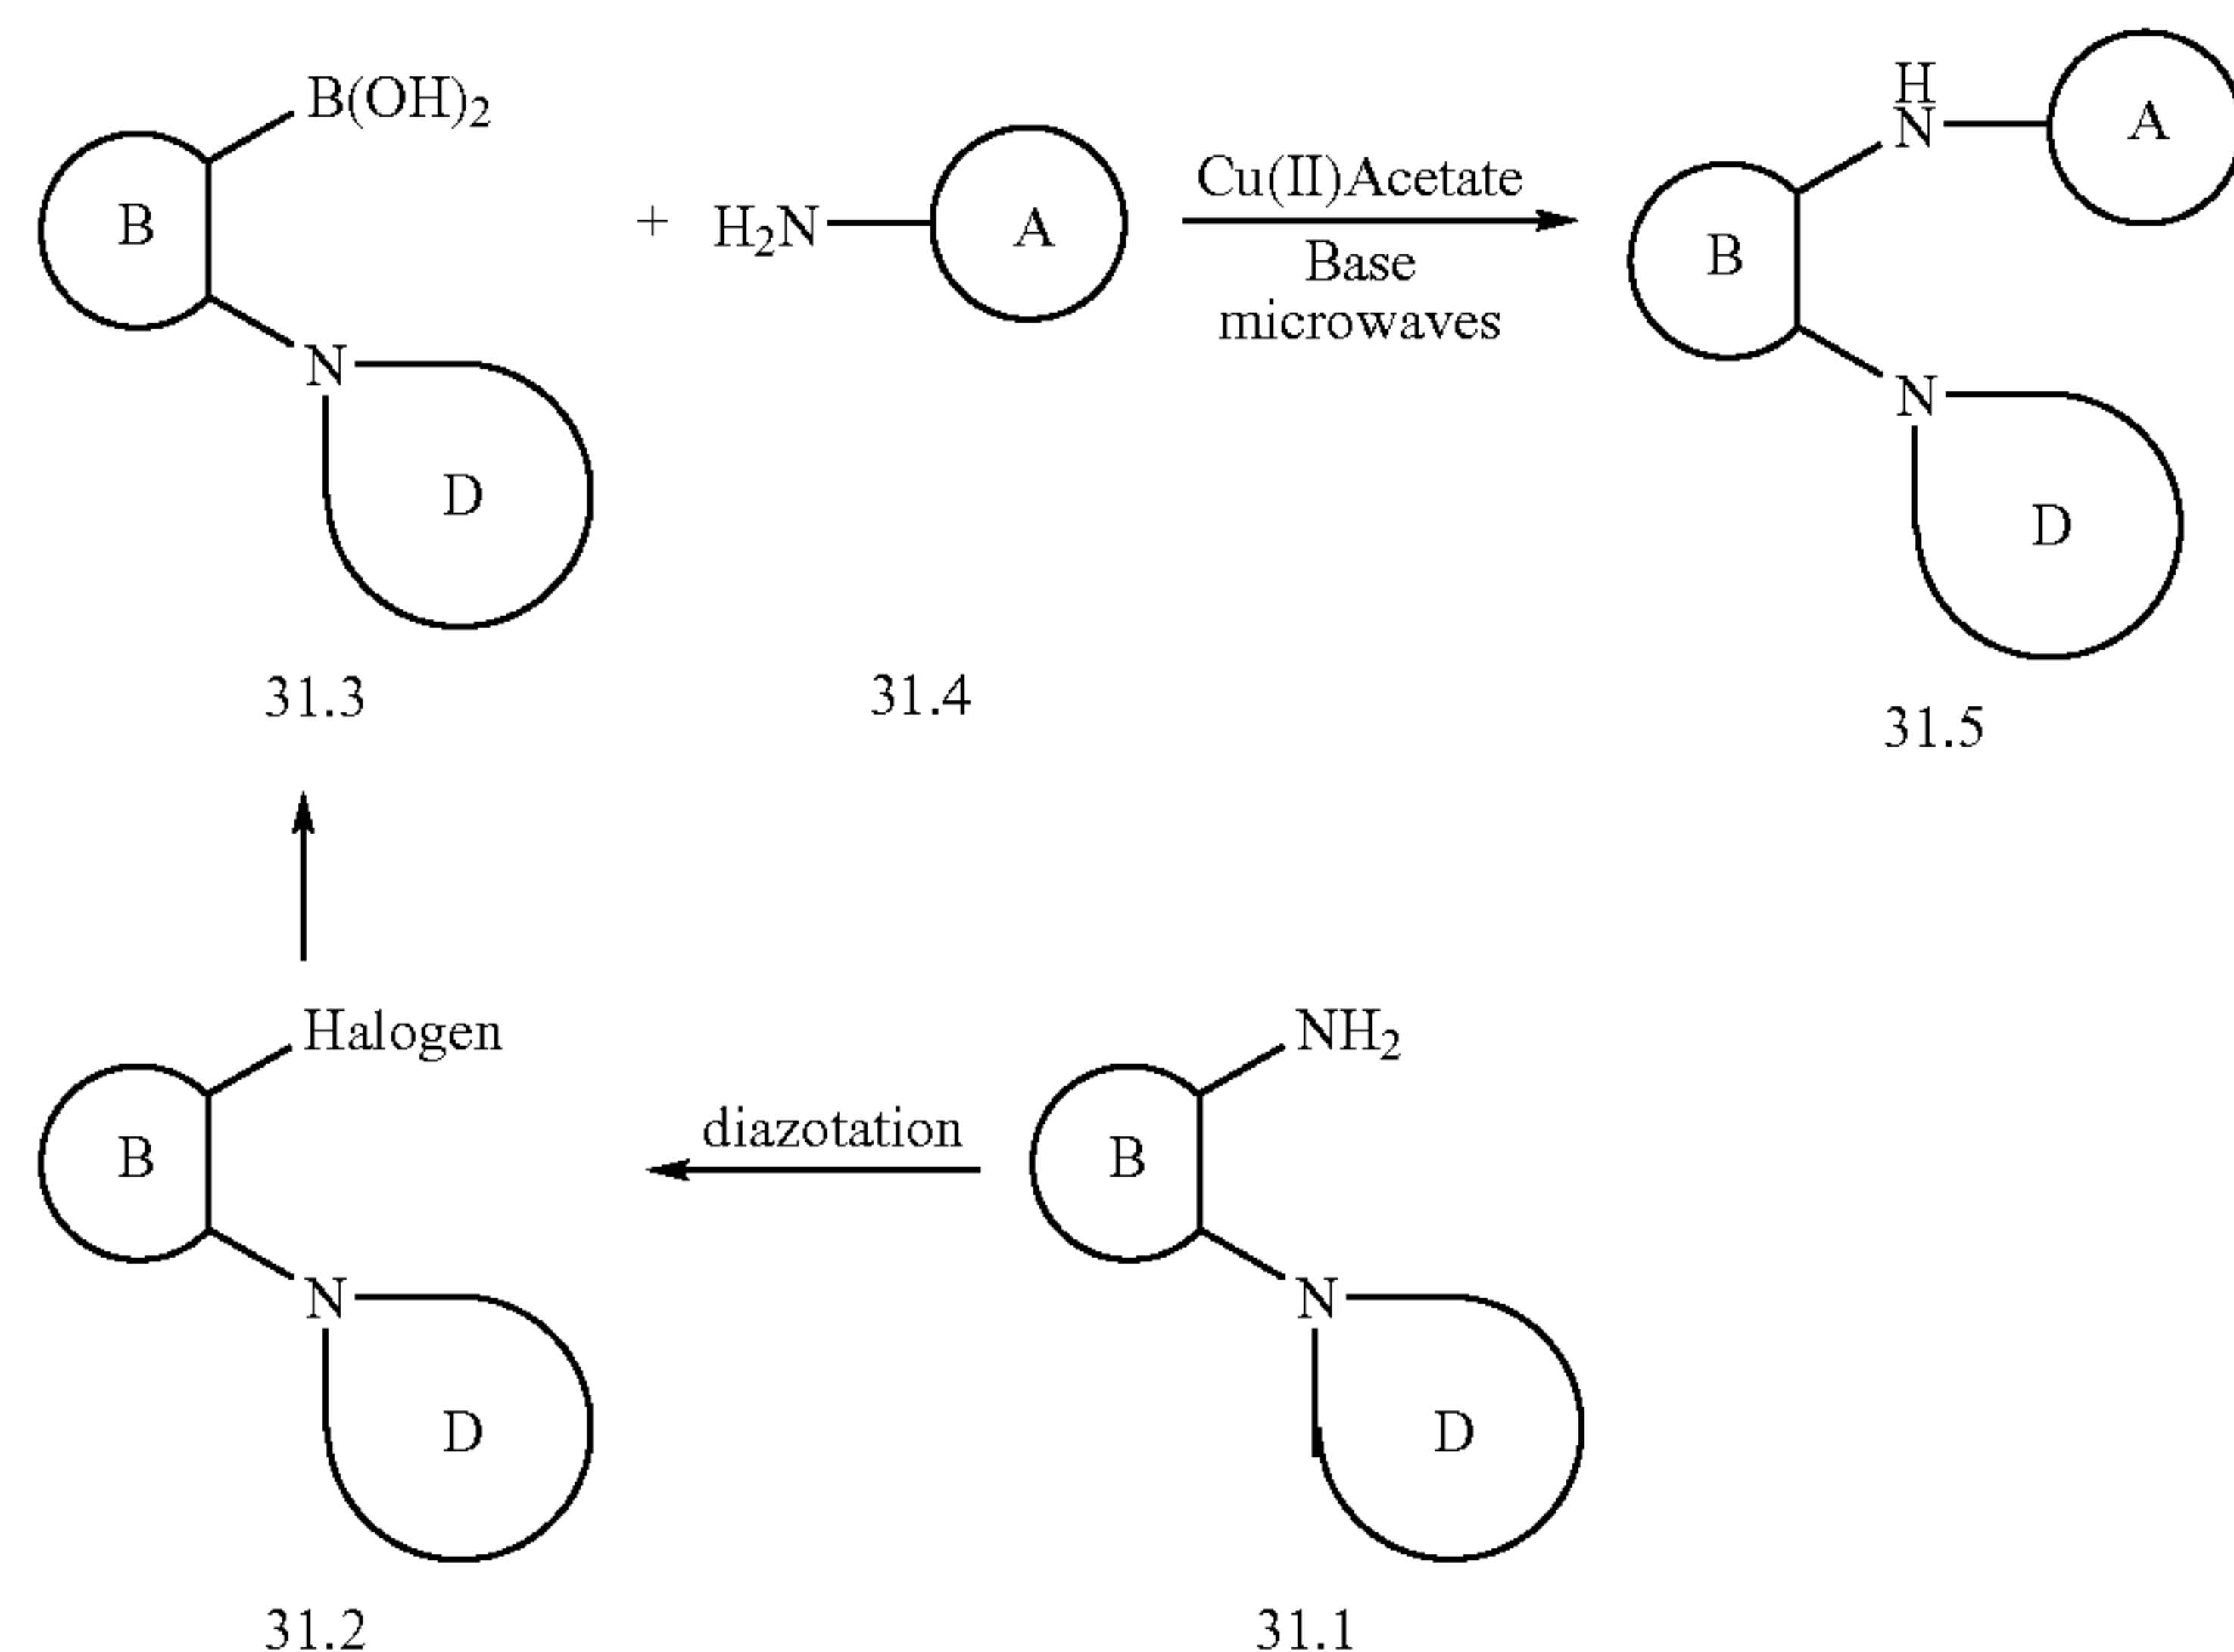 B(OH)2
B
N
D
31.3
+
H2N
A
31.4
Cu(II)Acetate
Base
microwaves
H
N
A
B
N
D
31.5
Halogen
B
N
D
31.2
diazotation
NH2
B
N
D
31.1